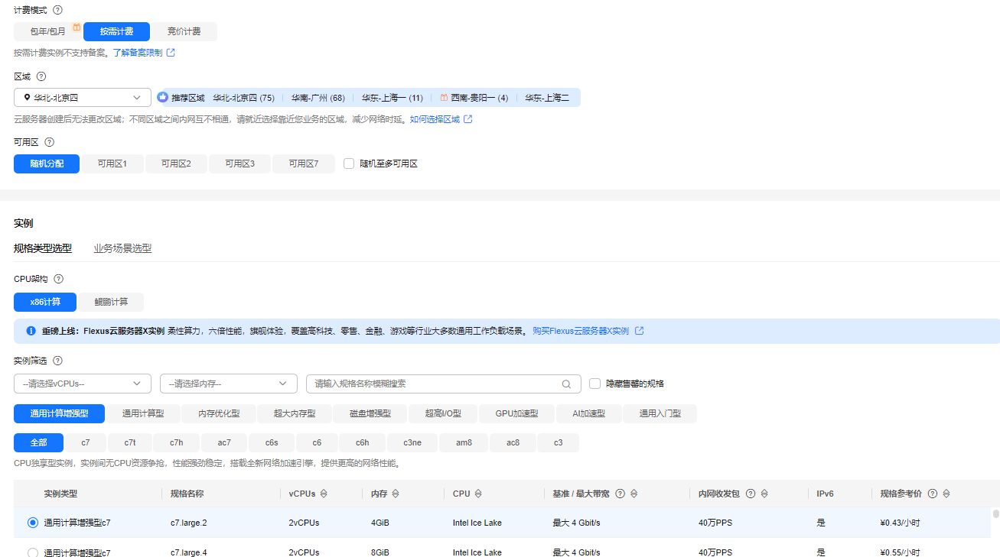 计费模式
包年/包月 按需计费 竞价计费
按需计费实例不支持备案。了解备案限制
区域
华北-北京四 推荐区域 华北-北京四 (75) 华南-广州 (68) 华东-上海一 (11) 西南-贵阳一 (4) 华东-上海二
云服务器创建后无法更改区域；不同区域之间内网互不相通，请就近选择靠近您业务的区域，减少网络时延。如何选择区域
可用区
随机分配 可用区1 可用区2 可用区3 可用区7 随机至多可用区
实例
规格类型选型 业务场景选型
CPU架构
x86计算 鲲鹏计算
重磅上线：Flexus云服务器X实例 柔性算力，六倍性能，旗舰体验，覆盖高科技、零售、金融、游戏等行业大多数通用工作负载场景。 购买Flexus云服务器X实例
实例筛选
--请选择vCPUs-- --请选择内存-- 请输入规格名称模糊搜索 隐藏售罄的规格
通用计算增强型 通用计算型 内存优化型 超大内存型 磁盘增强型 超高I/O型 GPU加速型 AI加速型 通用入门型
全部 c7 c7t c7h ac7 c6s c6 c6h c3ne am8 ac8 c3
CPU独享型实例，实例间无CPU资源争抢，性能强劲稳定，搭载全新网络加速引擎，提供更高的网络性能。
实例类型 规格名称 vCPUs 内存 CPU 基准 / 最大带宽 内网收发包 IPv6 规格参考价
通用计算增强型c7 c7.large.2 2vCPUs 4GiB Intel Ice Lake 最大 4 Gbit/s 40万PPS 是 ¥0.43/小时
通用计算增强型c7 c7.large.4 2vCPUs 8GiB Intel Ice Lake 最大 4 Gbit/s 40万PPS 是 ¥0.55/小时